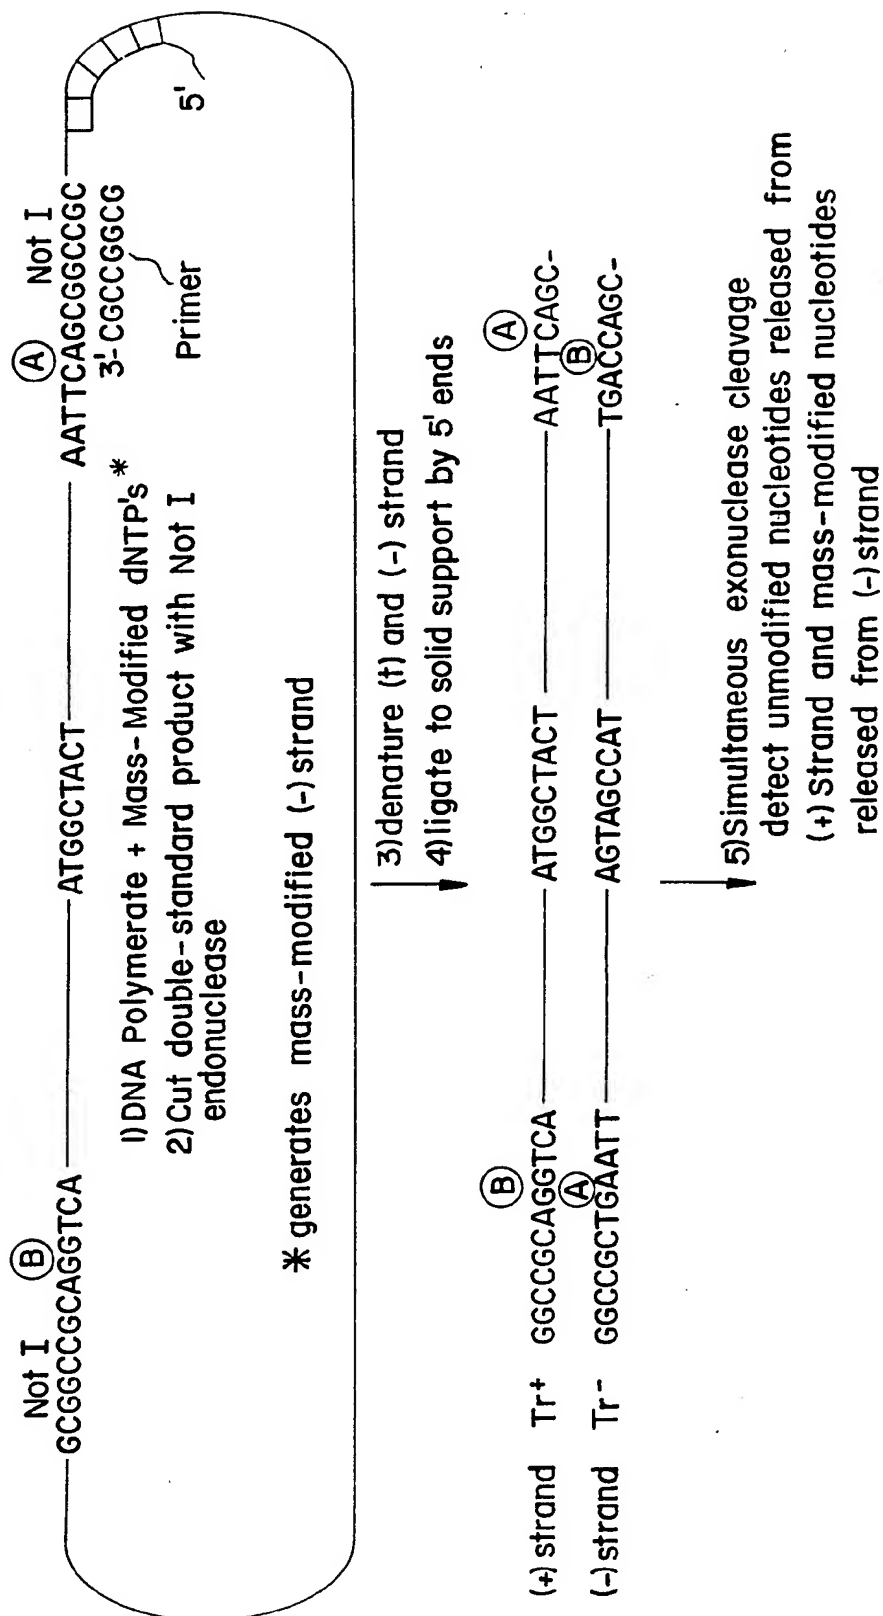 Not I Ⓑ
GCGGCCGCAGGTCA
ATGGCTACT
Ⓐ Not I
AATTCAGCGGCCGC
3'-CGCCGGCG
Primer
5'
1)DNA Polymerate + Mass-Modified dNTP's*
2)Cut double-standard product with Not I
endonuclease
* generates mass-modified (-)strand
3)denature (t) and (-) strand
4)ligate to solid support by 5' ends
Ⓑ
Ⓐ
(+)strand Tr+ GGCCGCAGGTCA ATGGCTACT AATTCAGC-
Ⓐ
Ⓑ
(-)strand Tr- GGCCGCTGAATT AGTAGCCAT TGACCAGC-
5)Simultaneous exonuclease cleavage
detect unmodified nucleotides released from
(+) Strand and mass-modified nucleotides
released from (-) strand